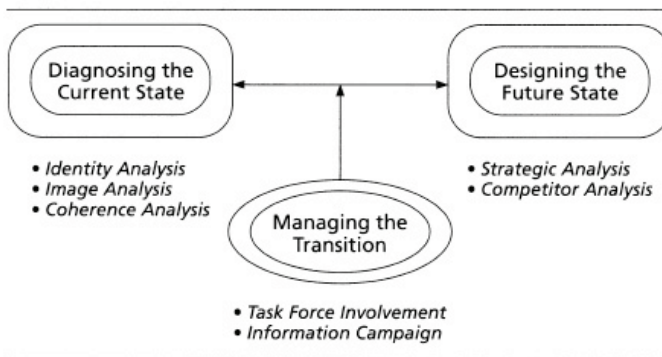 Diagnosing the
Current State
Designing the
Future State
• Identity Analysis
• Image Analysis
• Coherence Analysis
• Strategic Analysis
• Competitor Analysis
Managing the
Transition
• Task Force Involvement
• Information Campaign